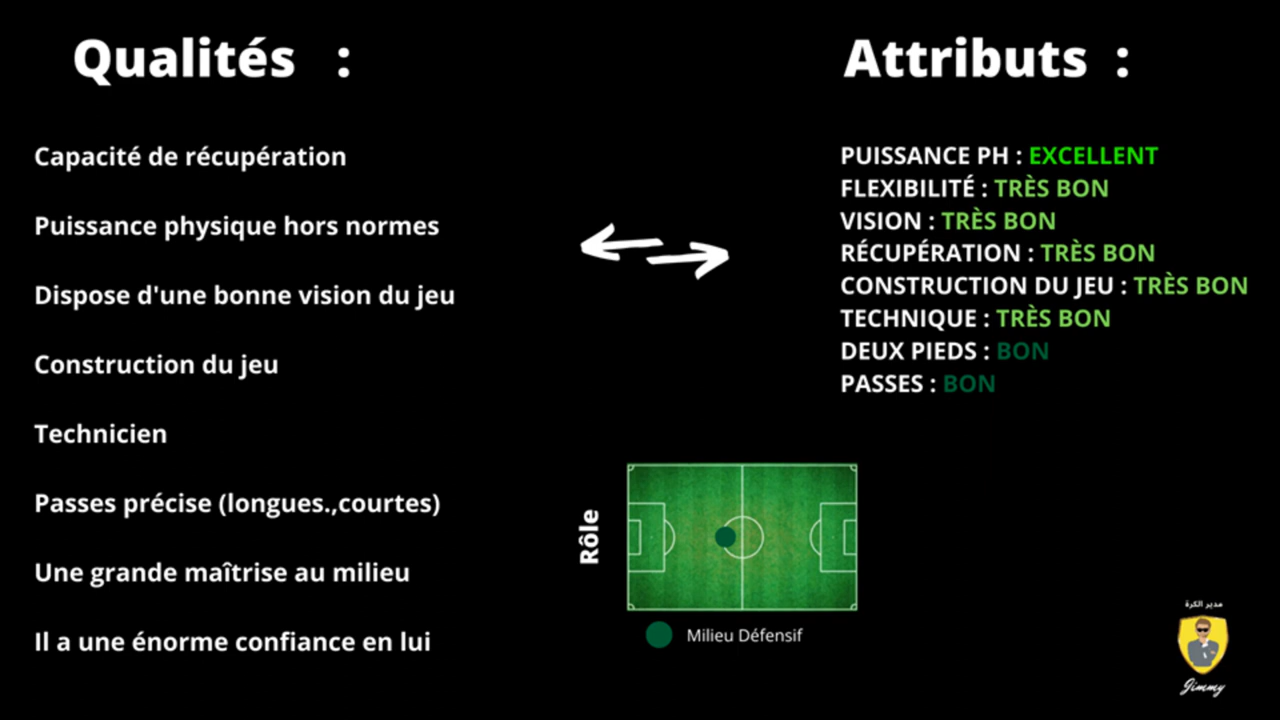 Qualités :
Capacité de récupération
Puissance physique hors normes
Dispose d'une bonne vision du jeu
Construction du jeu
Technicien
Passes précise (longues.,courtes)
Une grande maîtrise au milieu
Il a une énorme confiance en lui
Attributs :
PUISSANCE PH : EXCELLENT
FLEXIBILITÉ : TRÈS BON
VISION : TRÈS BON
RÉCUPÉRATION : TRÈS BON
CONSTRUCTION DU JEU : TRÈS BON
TECHNIQUE : TRÈS BON
DEUX PIEDS : BON
PASSES : BON
Rôle
Milieu Défensif
مدير الكرة
Jimmy